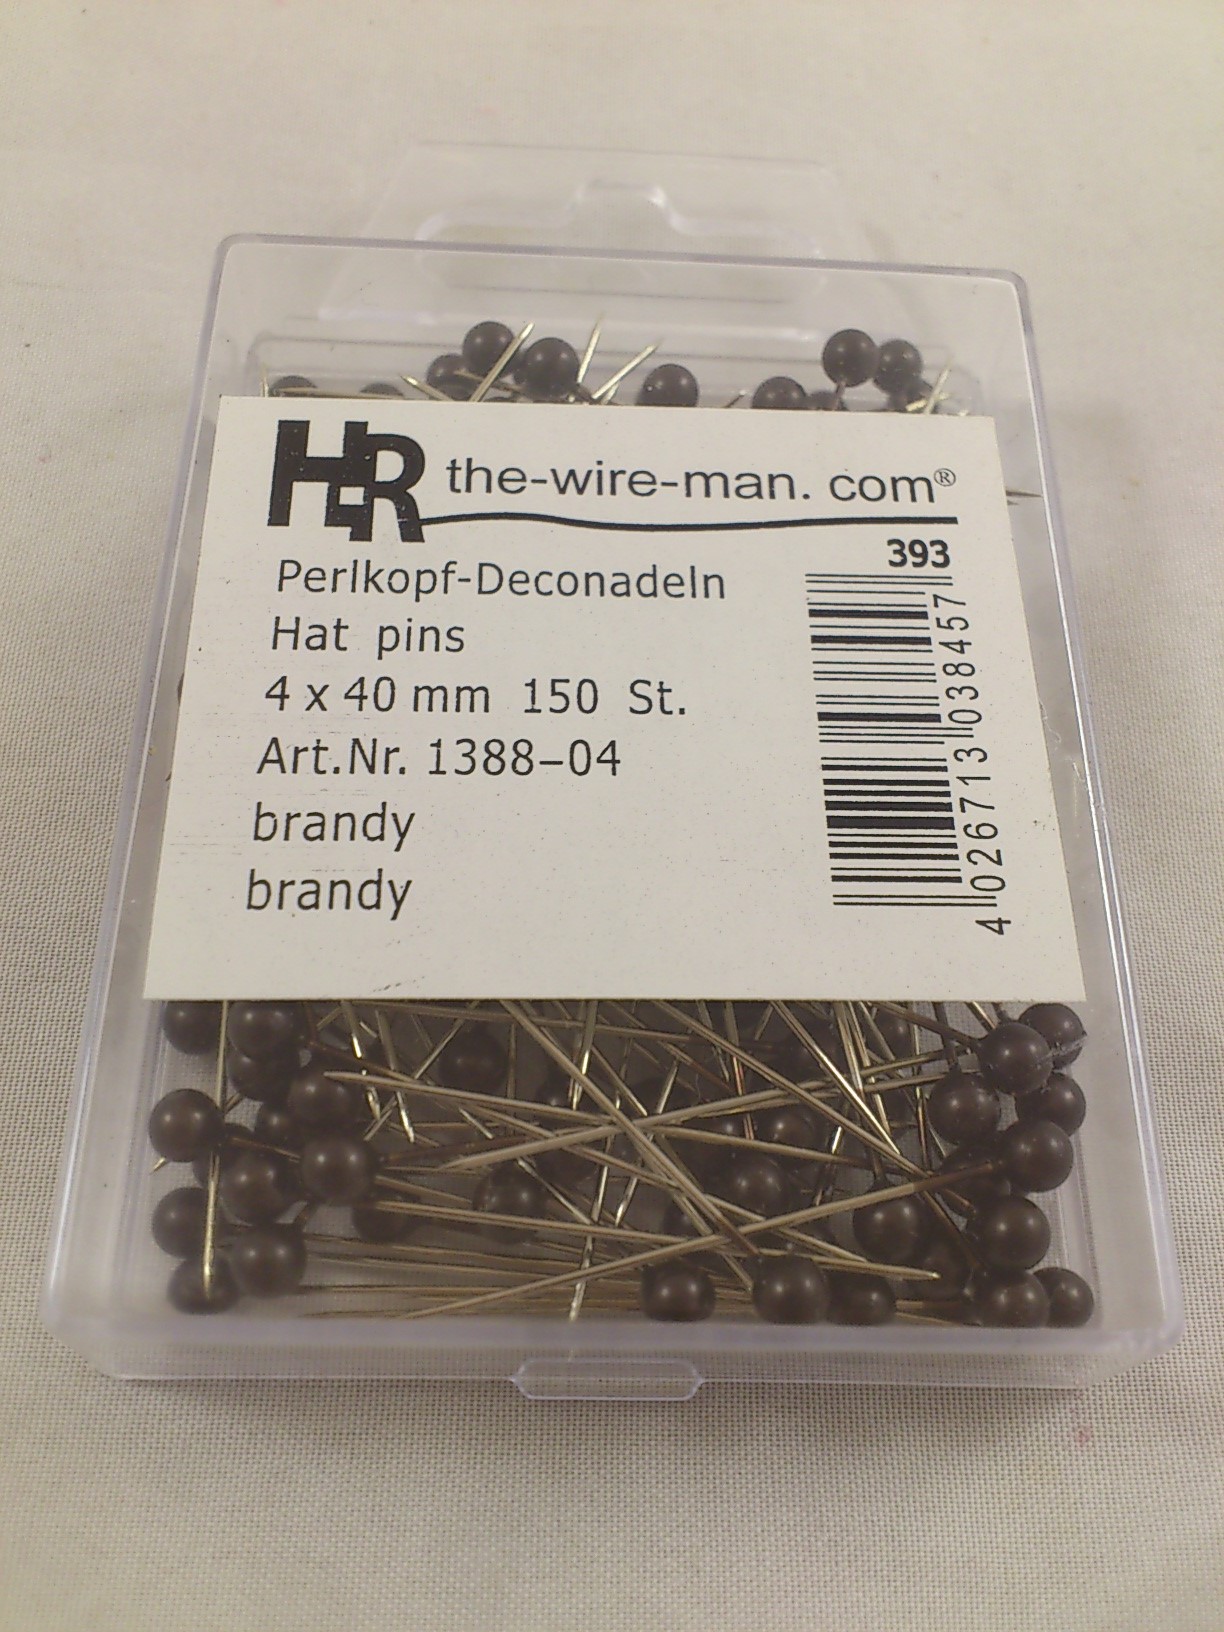 HR the-wire-man. com®
393
Perlkopf-Deconadeln
Hat pins
4 x 40 mm 150 St.
Art.Nr. 1388–04
brandy
brandy
4 026713 038457